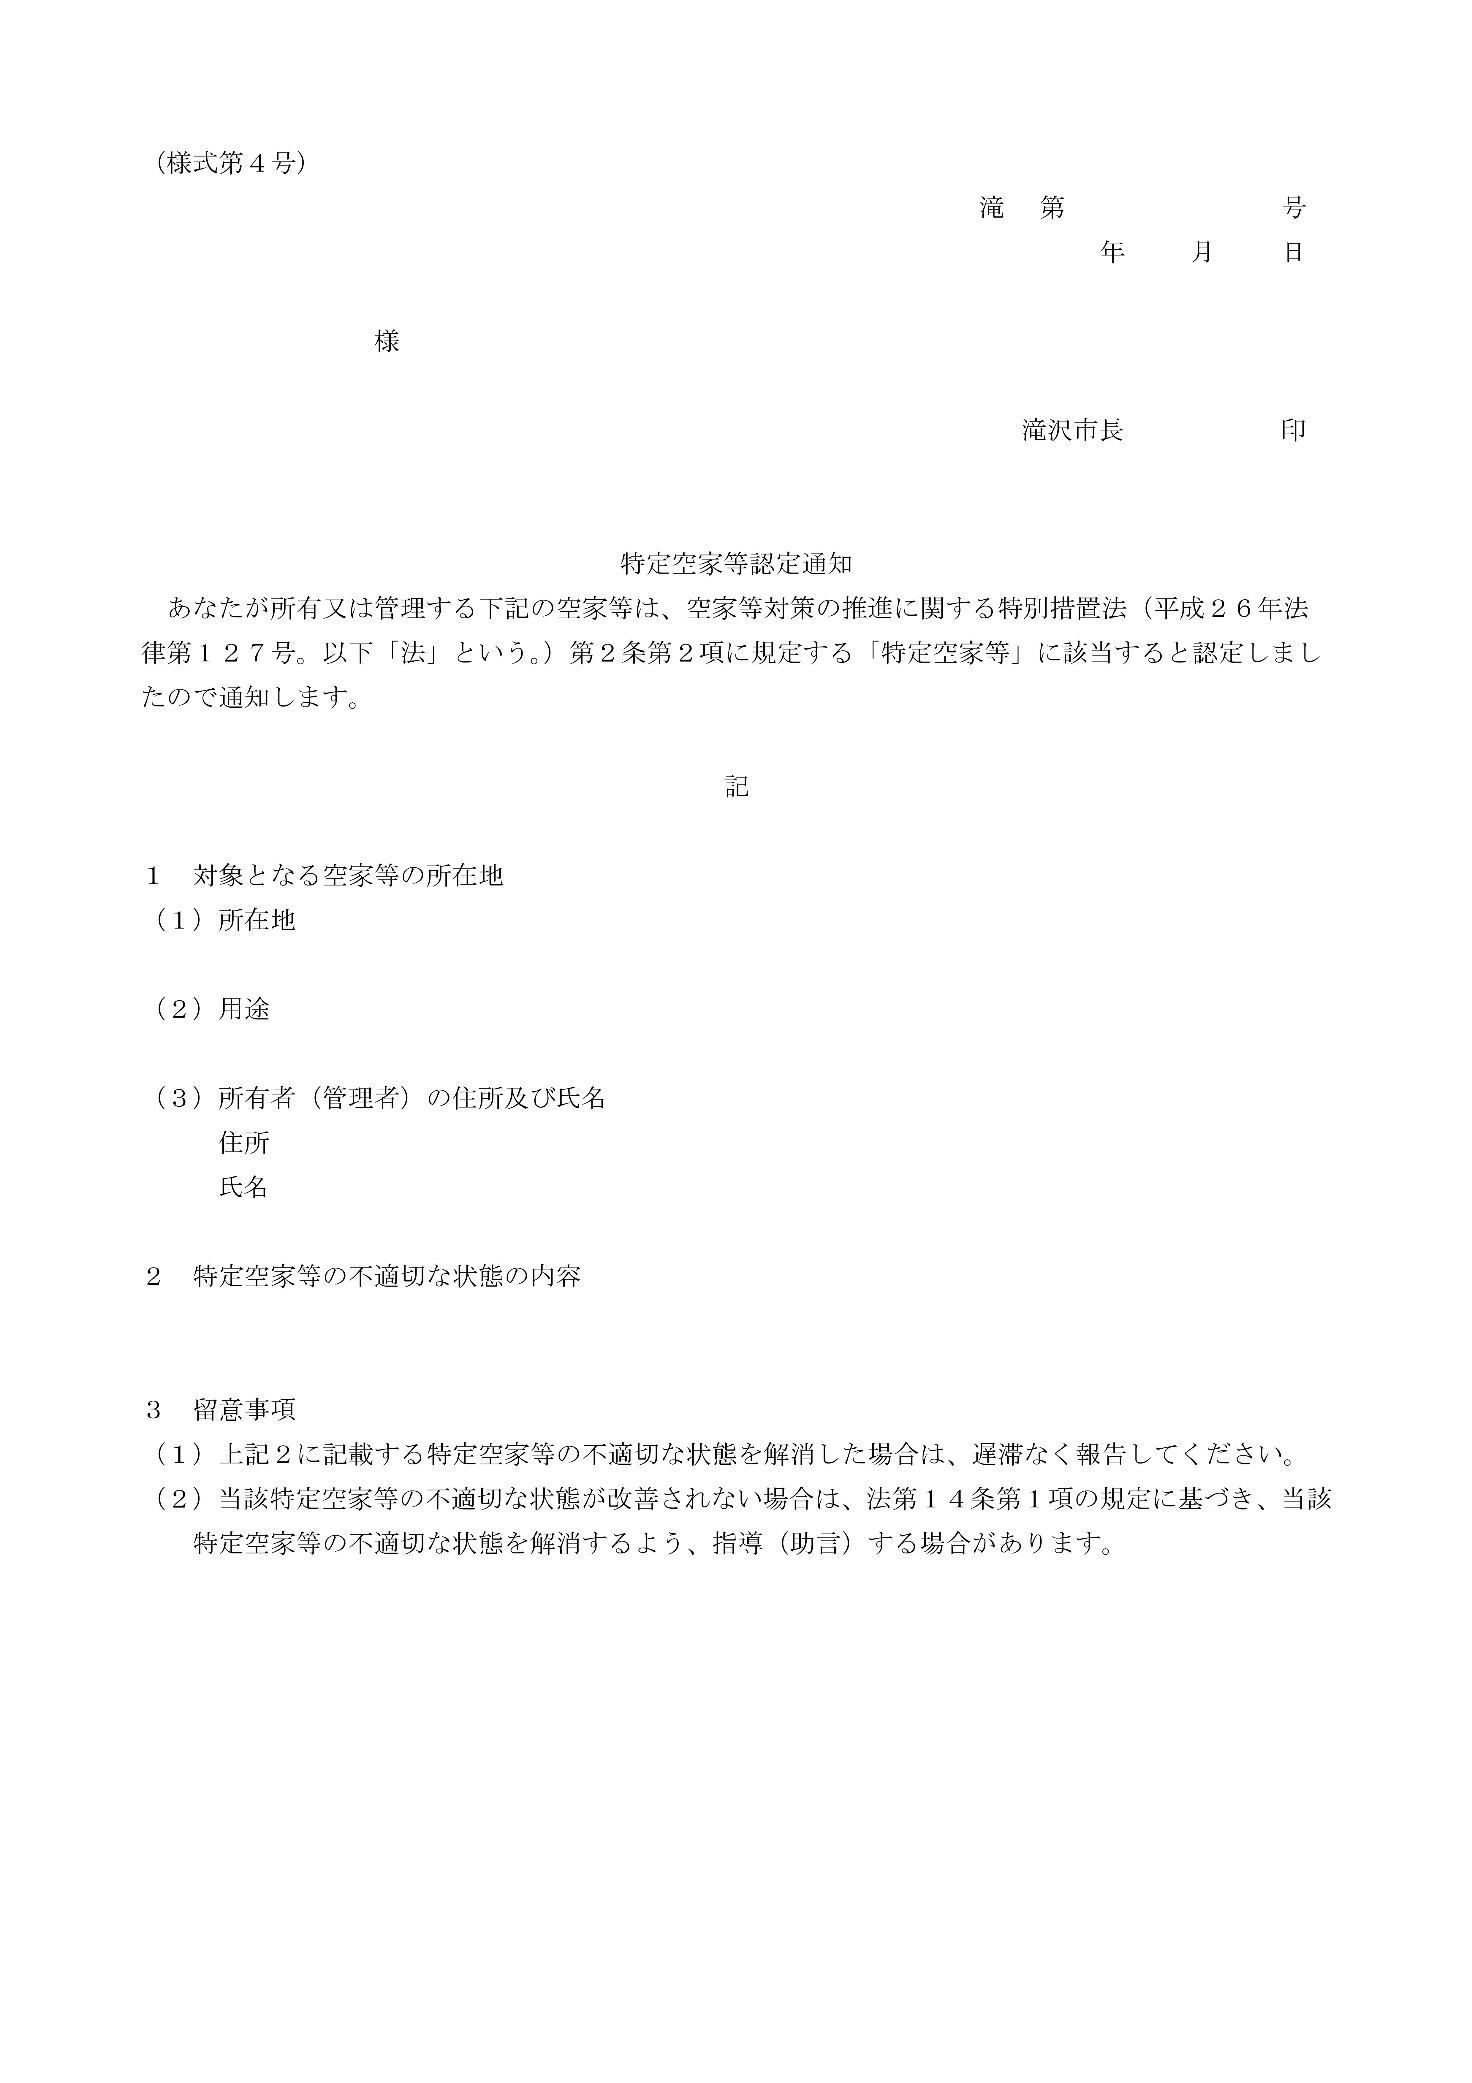 （様式第４号）
滝　第　　　　　　　　号
年　　月　　日
様
滝沢市長　　　　　　印
特定空家等認定通知
　あなたが所有又は管理する下記の空家等は、空家等対策の推進に関する特別措置法（平成２６年法
律第１２７号。以下「法」という。）第２条第２項に規定する「特定空家等」に該当すると認定しまし
たので通知します。
記
１　対象となる空家等の所在地
（１）所在地
（２）用途
（３）所有者（管理者）の住所及び氏名
住所
氏名
２　特定空家等の不適切な状態の内容
３　留意事項
（１）上記２に記載する特定空家等の不適切な状態を解消した場合は、遅滞なく報告してください。
（２）当該特定空家等の不適切な状態が改善されない場合は、法第１４条第１項の規定に基づき、当該
特定空家等の不適切な状態を解消するよう、指導（助言）する場合があります。